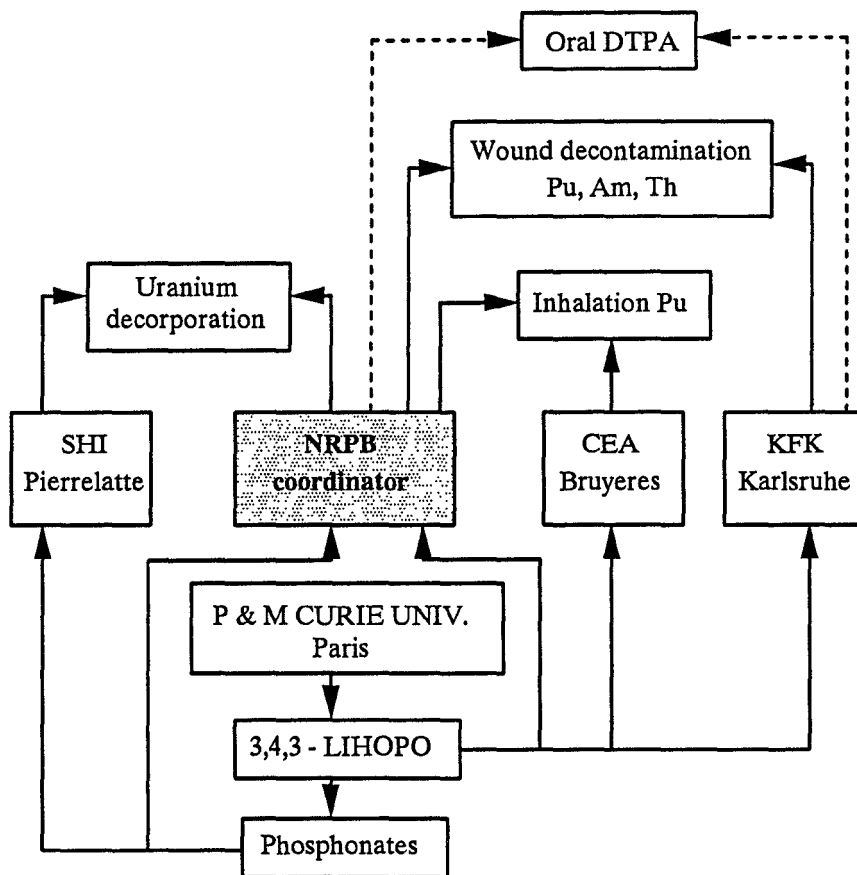 Oral DTPA
Wound decontamination
Pu, Am, Th
Uranium
decorporation
Inhalation Pu
SHI
Pierrelatte
NRPB
coordinator
CEA
Bruyeres
KFK
Karlsruhe
P & M CURIE UNIV.
Paris
3,4,3 - LIHOPO
Phosphonates